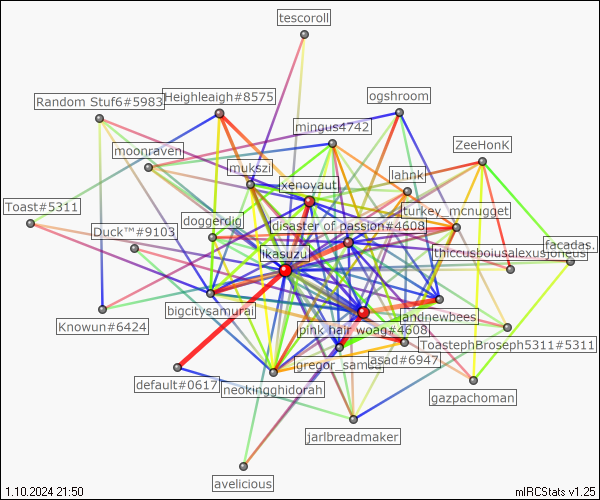 tescoroll
Random Stuf6#5983
Heighleaigh#8575
ogshroom
mingus4742
moonraven
ZeeHonK
mukszi
lahnk
xenoyaut
Toast#5311
turkey_mcnugget
doggerdig
disaster of passion#4608
Duck™#9103
facadas.
Ikasuzu
thiccusboiusalexusjoneus
bigcitysamurai
andnewbees
Knowun#6424
pink hair woag#4608
ToastephBroseph5311#5311
gregor_samsa
asad#6947
default#0617
neokingghidorah
gazpachoman
jarlbreadmaker
avelicious
1.10.2024 21:50
mIRCStats v1.25